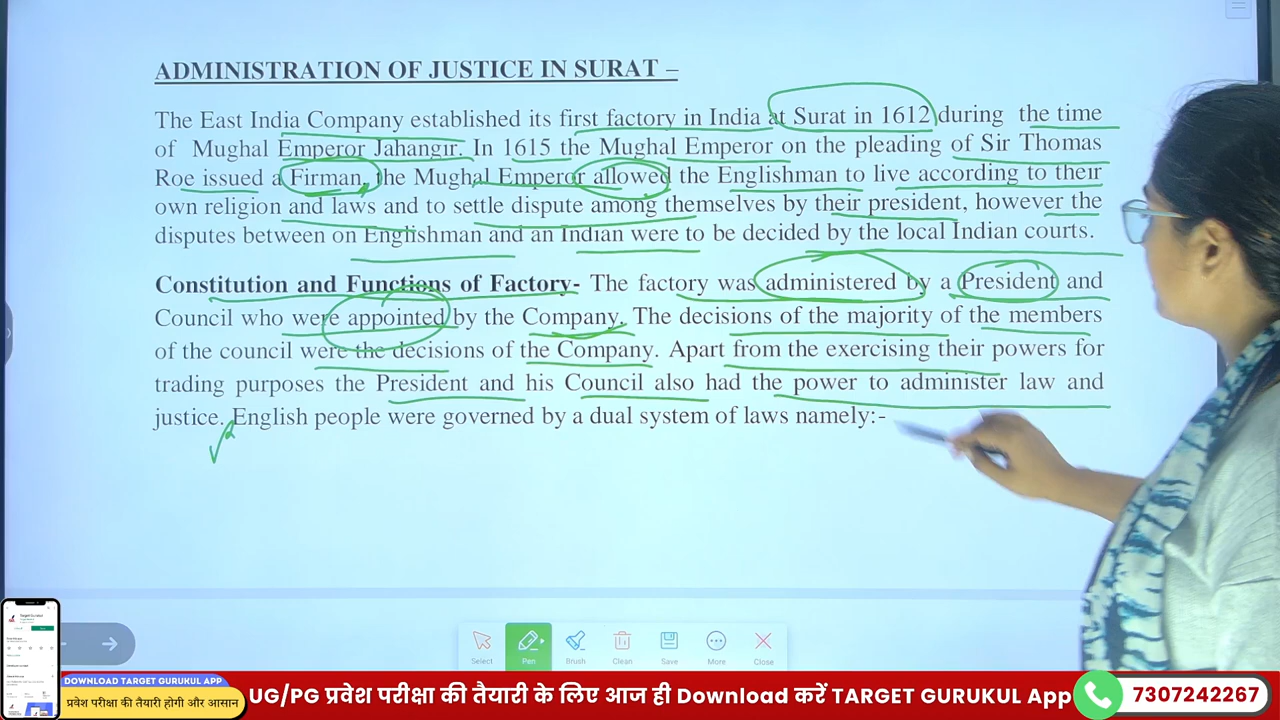 ADMINISTRATION OF JUSTICE IN SURAT –
The East India Company established its first factory in India at Surat in 1612 during the time
of Mughal Emperor Jahangir. In 1615 the Mughal Emperor on the pleading of Sir Thomas
Roe issued a Firman, the Mughal Emperor allowed the Englishman to live according to their
own religion and laws and to settle dispute among themselves by their president, however the
disputes between on Englishman and an Indian were to be decided by the local Indian courts.
Constitution and Functions of Factory- The factory was administered by a President and
Council who were appointed by the Company. The decisions of the majority of the members
of the council were the decisions of the Company. Apart from the exercising their powers for
trading purposes the President and his Council also had the power to administer law and
justice. English people were governed by a dual system of laws namely:-
Select
Pen
Brush
Clean
Save
More
Close
DOWNLOAD TARGET GURUKUL APP
प्रवेश परीक्षा की तैयारी होगी और आसान
UG/PG प्रवेश परीक्षा की तैयारी के लिए आज ही Download करें TARGET GURUKUL App
7307242267